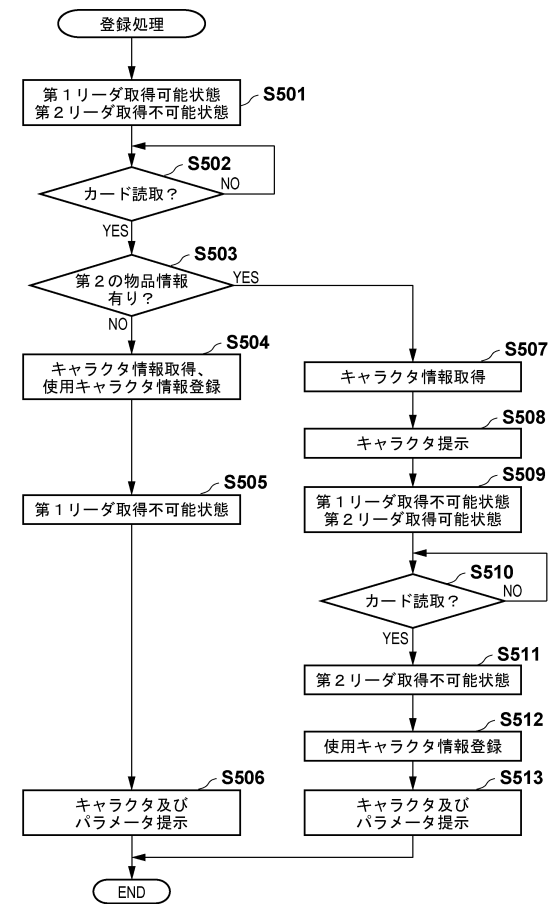 登録処理
第１リーダ取得可能状態
第２リーダ取得不可能状態
S501
S502
カード読取？
NO
YES
S503
第２の物品情報
有り？
YES
NO
S504
キャラクタ情報取得、
使用キャラクタ情報登録
S505
第１リーダ取得不可能状態
S506
キャラクタ及び
パラメータ提示
S507
キャラクタ情報取得
S508
キャラクタ提示
S509
第１リーダ取得不可能状態
第２リーダ取得可能状態
S510
カード読取？
NO
YES
S511
第２リーダ取得不可能状態
S512
使用キャラクタ情報登録
S513
キャラクタ及び
パラメータ提示
END